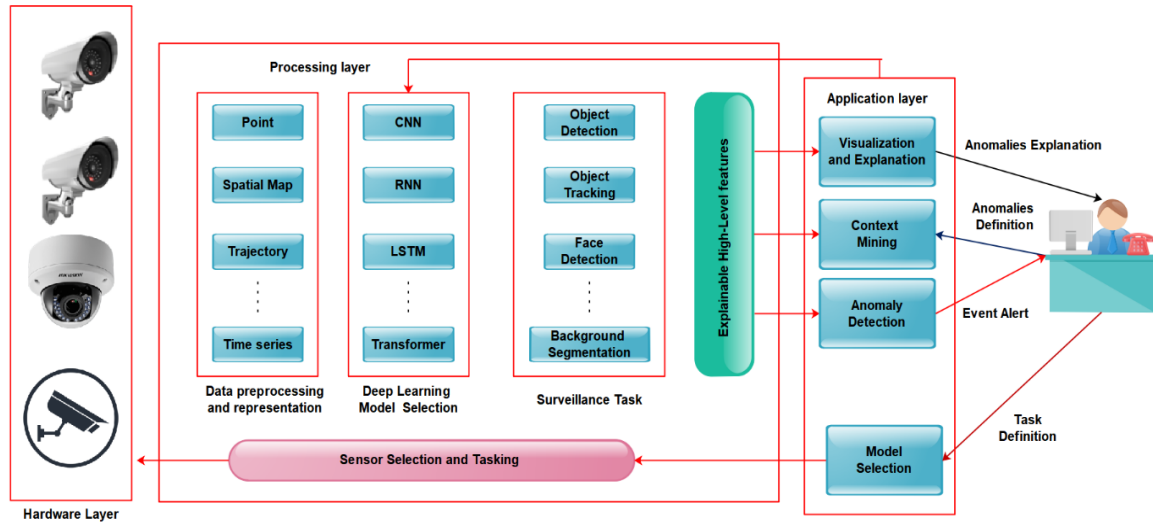 Processing layer
Point
Spatial Map
Trajectory
Time series
Data preprocessing
and representation
CNN
RNN
LSTM
Transformer
Deep Learning
Model Selection
Object
Detection
Object
Tracking
Face
Detection
Background
Segmentation
Surveillance Task
Explainable High-Level features
Application layer
Visualization
and Explanation
Context
Mining
Anomaly
Detection
Model
Selection
Anomalies Explanation
Anomalies
Definition
Event Alert
Task
Definition
Sensor Selection and Tasking
Hardware Layer